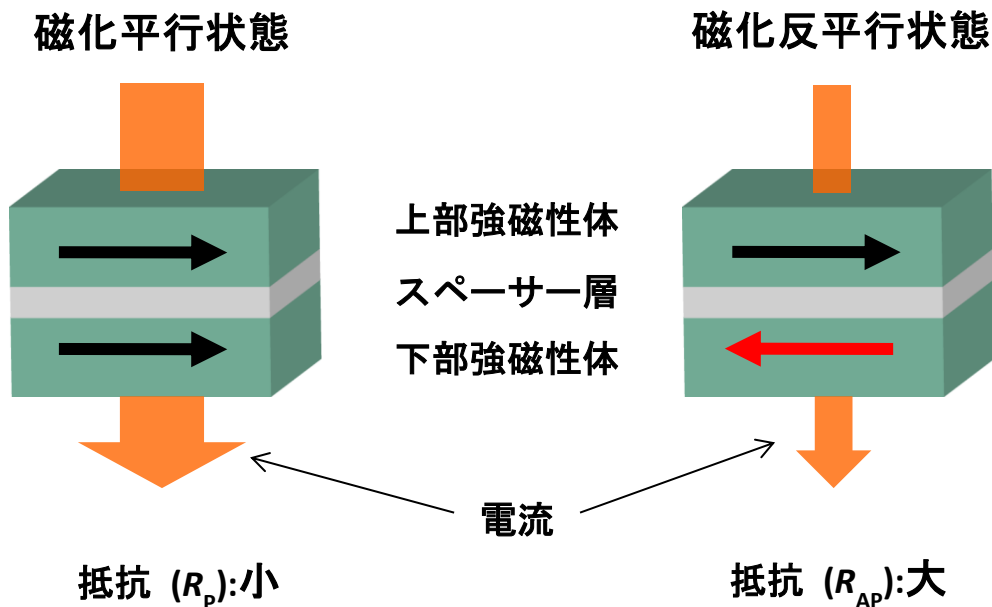 磁化平行状態
磁化反平行状態
上部強磁性体
スペーサー層
下部強磁性体
電流
抵抗 (RP):小
抵抗 (RAP):大